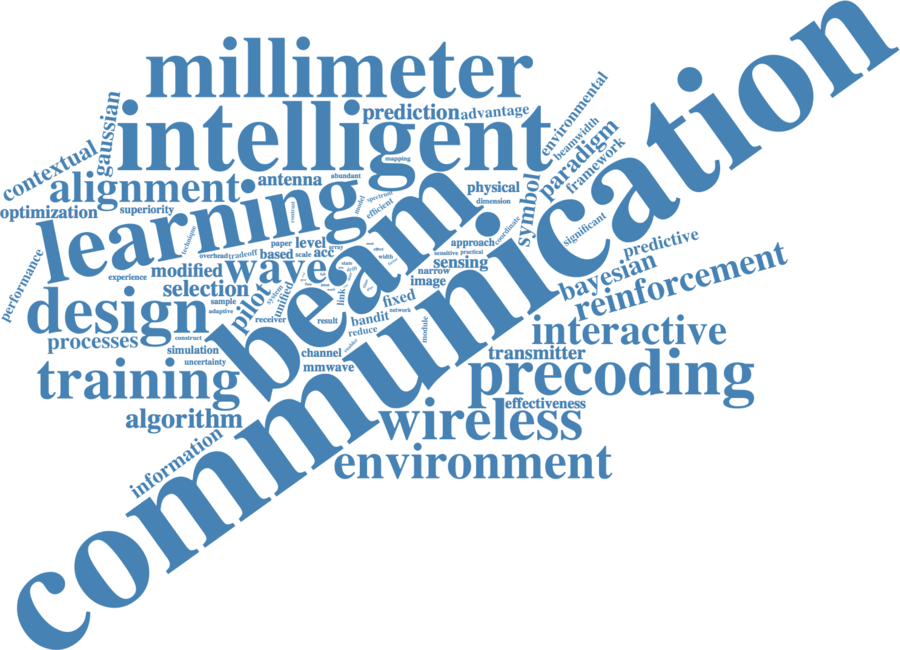 communication
millimeter
intelligent
prediction
advantage
environmental
beamwidth
paradigm
framework
gaussian
contextual
mapping
alignment
antenna
abundant
physical
dimension
symbol
optimization
superiority
learning
contrast
model
spectrum
efficient
beam
coordinate
significant
technique
paper
level
array
approach
predictive
overhead
tradeoff
based
scale
acc
sensitive
practical
width
sensing
bayesian
performance
experience
modified
wave
narrow
image
reinforcement
selection
pilot
system
unified
link
fixed
design
sample
adaptive
receiver
result
bandit
network
reduce
module
interactive
processes
construct
simulation
uncertainty
channel
mmwave
transmitter
training
precoding
effectiveness
algorithm
wireless
information
environment